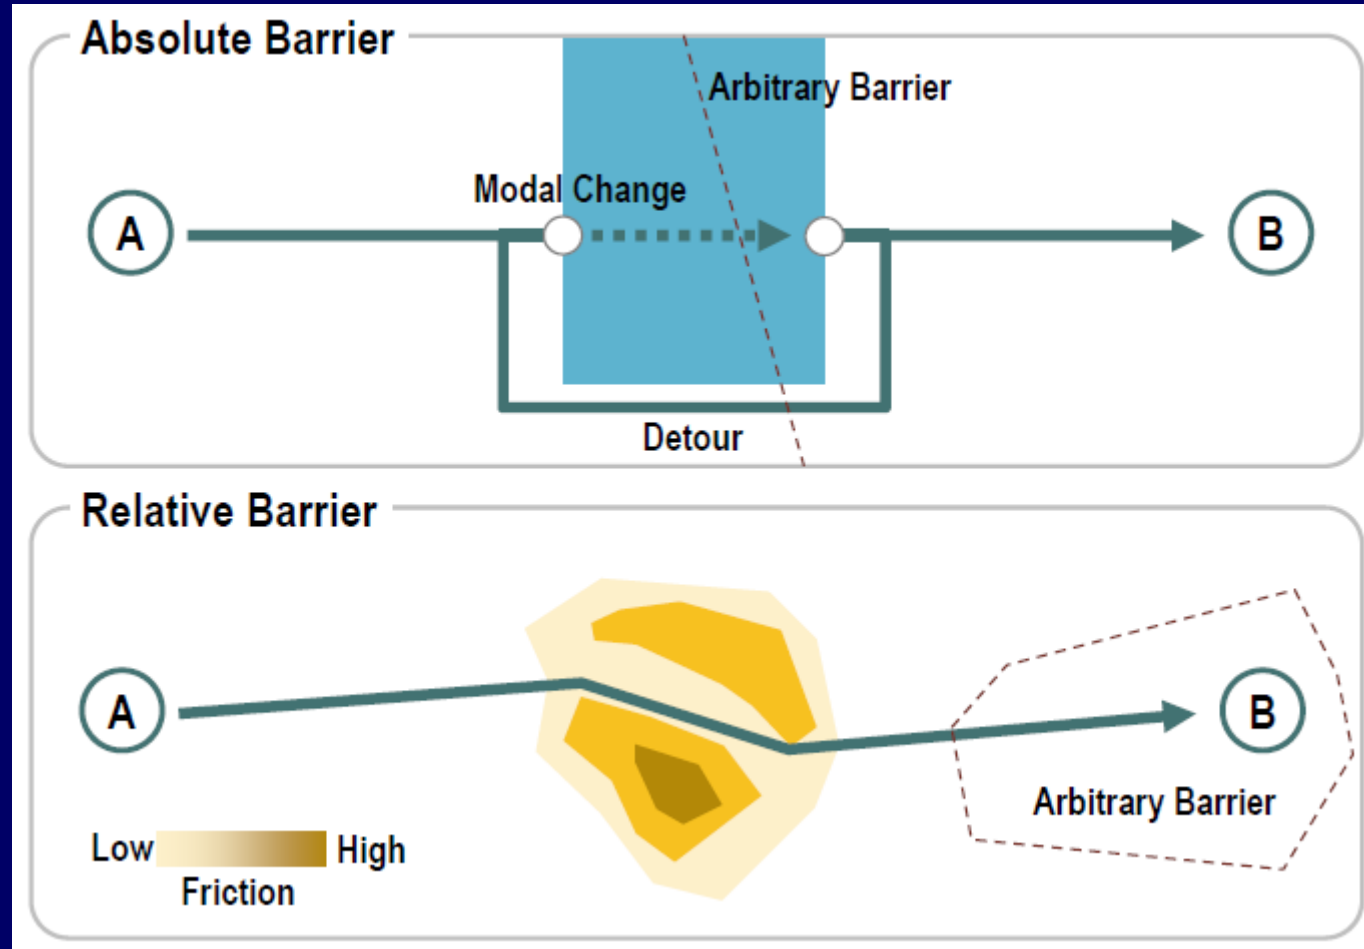 Absolute Barrier
Arbitrary Barrier
Modal Change
A
B
Detour
Relative Barrier
A
B
Arbitrary Barrier
Low
High
Friction